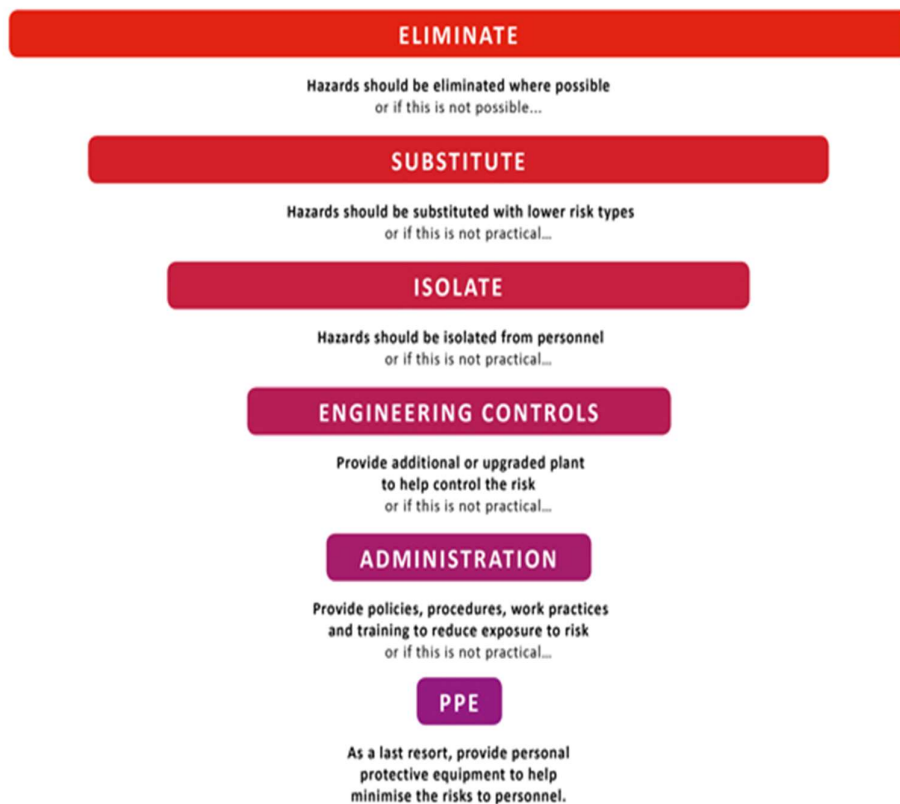 ELIMINATE
Hazards should be eliminated where possible
or if this is not possible...
SUBSTITUTE
Hazards should be substituted with lower risk types
or if this is not practical...
ISOLATE
Hazards should be isolated from personnel
or if this is not practical...
ENGINEERING CONTROLS
Provide additional or upgraded plant
to help control the risk
or if this is not practical...
ADMINISTRATION
Provide policies, procedures, work practices
and training to reduce exposure to risk
or if this is not practical...
PPE
As a last resort, provide personal
protective equipment to help
minimise the risks to personnel.